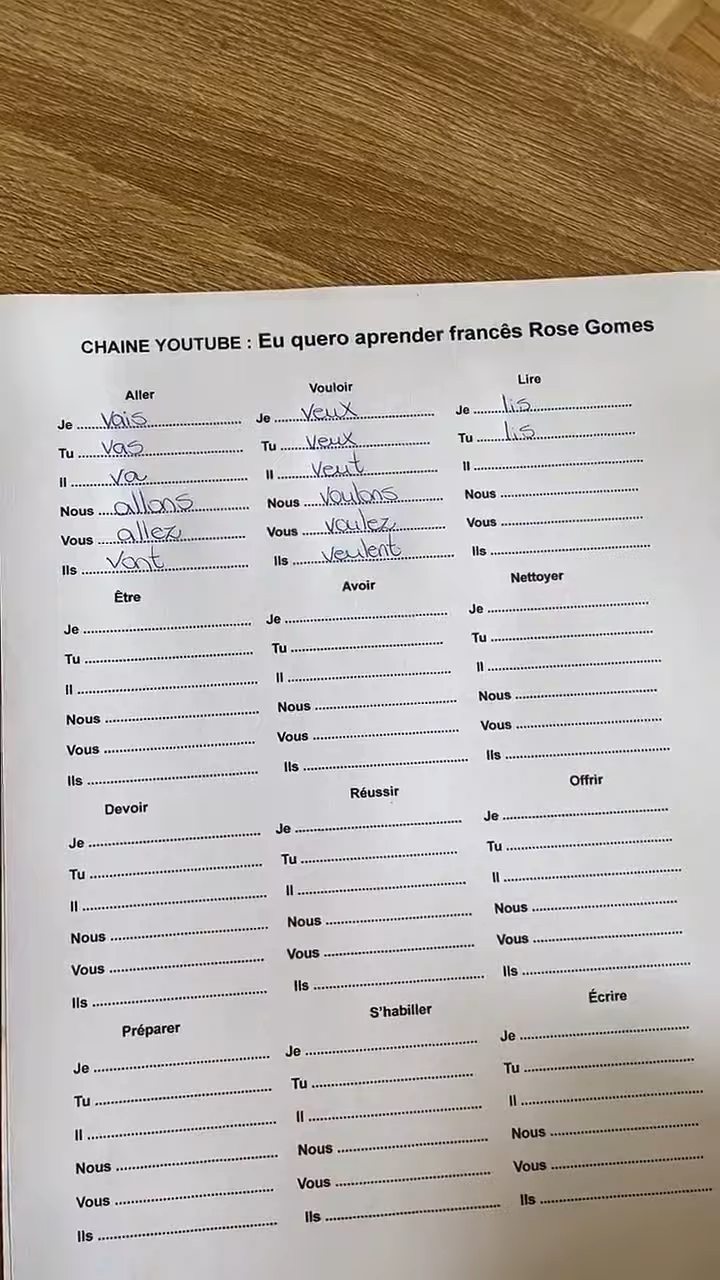 CHAINE YOUTUBE : Eu quero aprender francês Rose Gomes
Aller
Je vais
Tu vas
Il va
Nous allons
Vous allez
Ils vont
Vouloir
Je veux
Tu veux
Il veut
Nous voulons
Vous voulez
Ils veulent
Lire
Je lis
Tu lis
Il
Nous
Vous
Ils
Être
Je
Tu
Il
Nous
Vous
Ils
Avoir
Je
Tu
Il
Nous
Vous
Ils
Nettoyer
Je
Tu
Il
Nous
Vous
Ils
Devoir
Je
Tu
Il
Nous
Vous
Ils
Réussir
Je
Tu
Il
Nous
Vous
Ils
Offrir
Je
Tu
Il
Nous
Vous
Ils
Préparer
Je
Tu
Il
Nous
Vous
Ils
S'habiller
Je
Tu
Il
Nous
Vous
Ils
Écrire
Je
Tu
Il
Nous
Vous
Ils